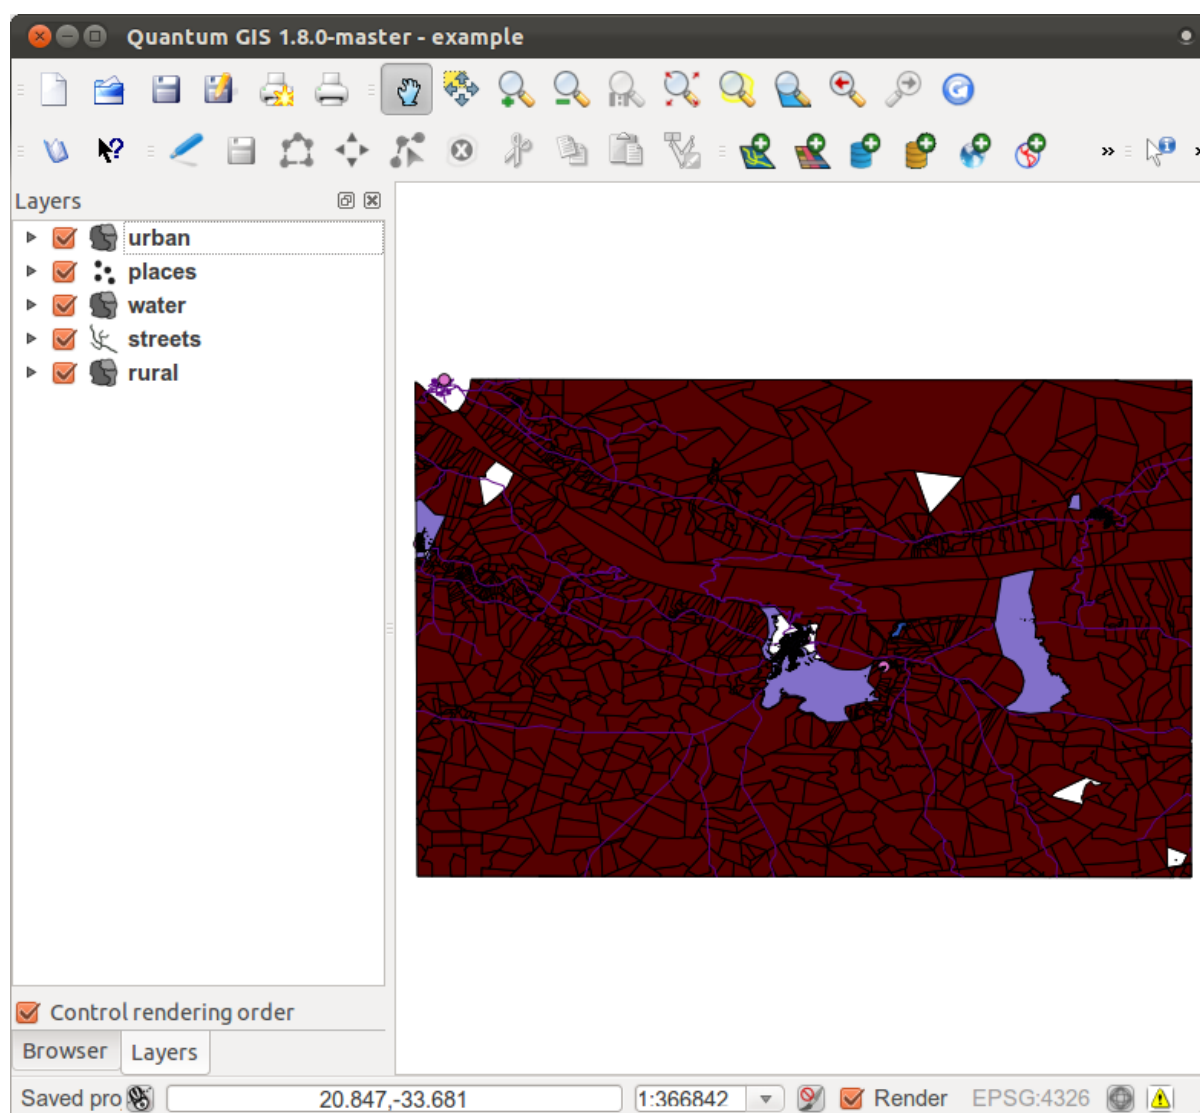 Quantum GIS 1.8.0-master - example
Layers
urban
places
water
streets
rural
Control rendering order
Browser
Layers
Saved pro
20.847,-33.681
1:366842
Render
EPSG:4326